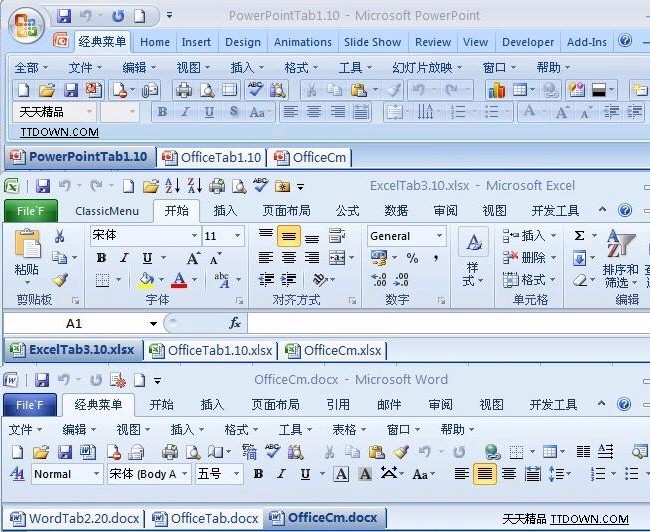 PowerPointTab1.10 - Microsoft PowerPoint
经典菜单 Home Insert Design Animations Slide Show Review View Developer Add-Ins
全部 文件 编辑 视图 插入 格式 工具 幻灯片放映 窗口 帮助
天天精品 B I U S Aa
TTDOWN.COM
PowerPointTab1.10 OfficeTab1.10 OfficeCm
ExcelTab3.10.xlsx - Microsoft Excel
File'F ClassicMenu 开始 插入 页面布局 公式 数据 审阅 视图 开发工具
宋体 11 General 插入 Σ
粘贴 B I U % , 样式 删除 排序和筛选
A abc 格式
剪贴板 字体 对齐方式 数字 单元格 编辑
A1 fx
ExcelTab3.10.xlsx OfficeTab1.10.xlsx OfficeCm.xlsx
OfficeCm.docx - Microsoft Word
File'F 经典菜单 开始 插入 页面布局 引用 邮件 审阅 视图 开发工具
文件 编辑 视图 插入 格式 工具 表格 窗口 帮助
Normal 宋体 (Body A 五号 B I U A A Aa
WordTab2.20.docx OfficeTab.docx OfficeCm.docx 天天精品 TTDOWN.COM